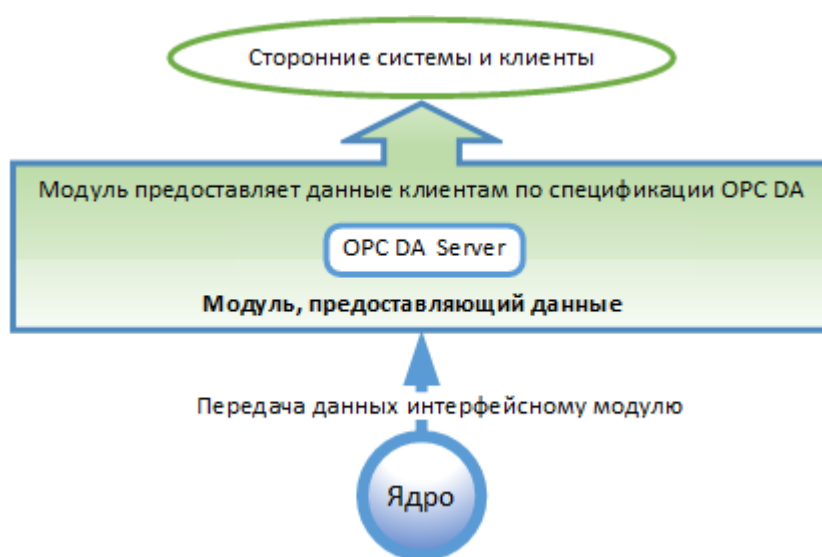 Сторонние системы и клиенты
Модуль предоставляет данные клиентам по спецификации OPC DA
OPC DA Server
Модуль, предоставляющий данные
Передача данных интерфейсному модулю
Ядро